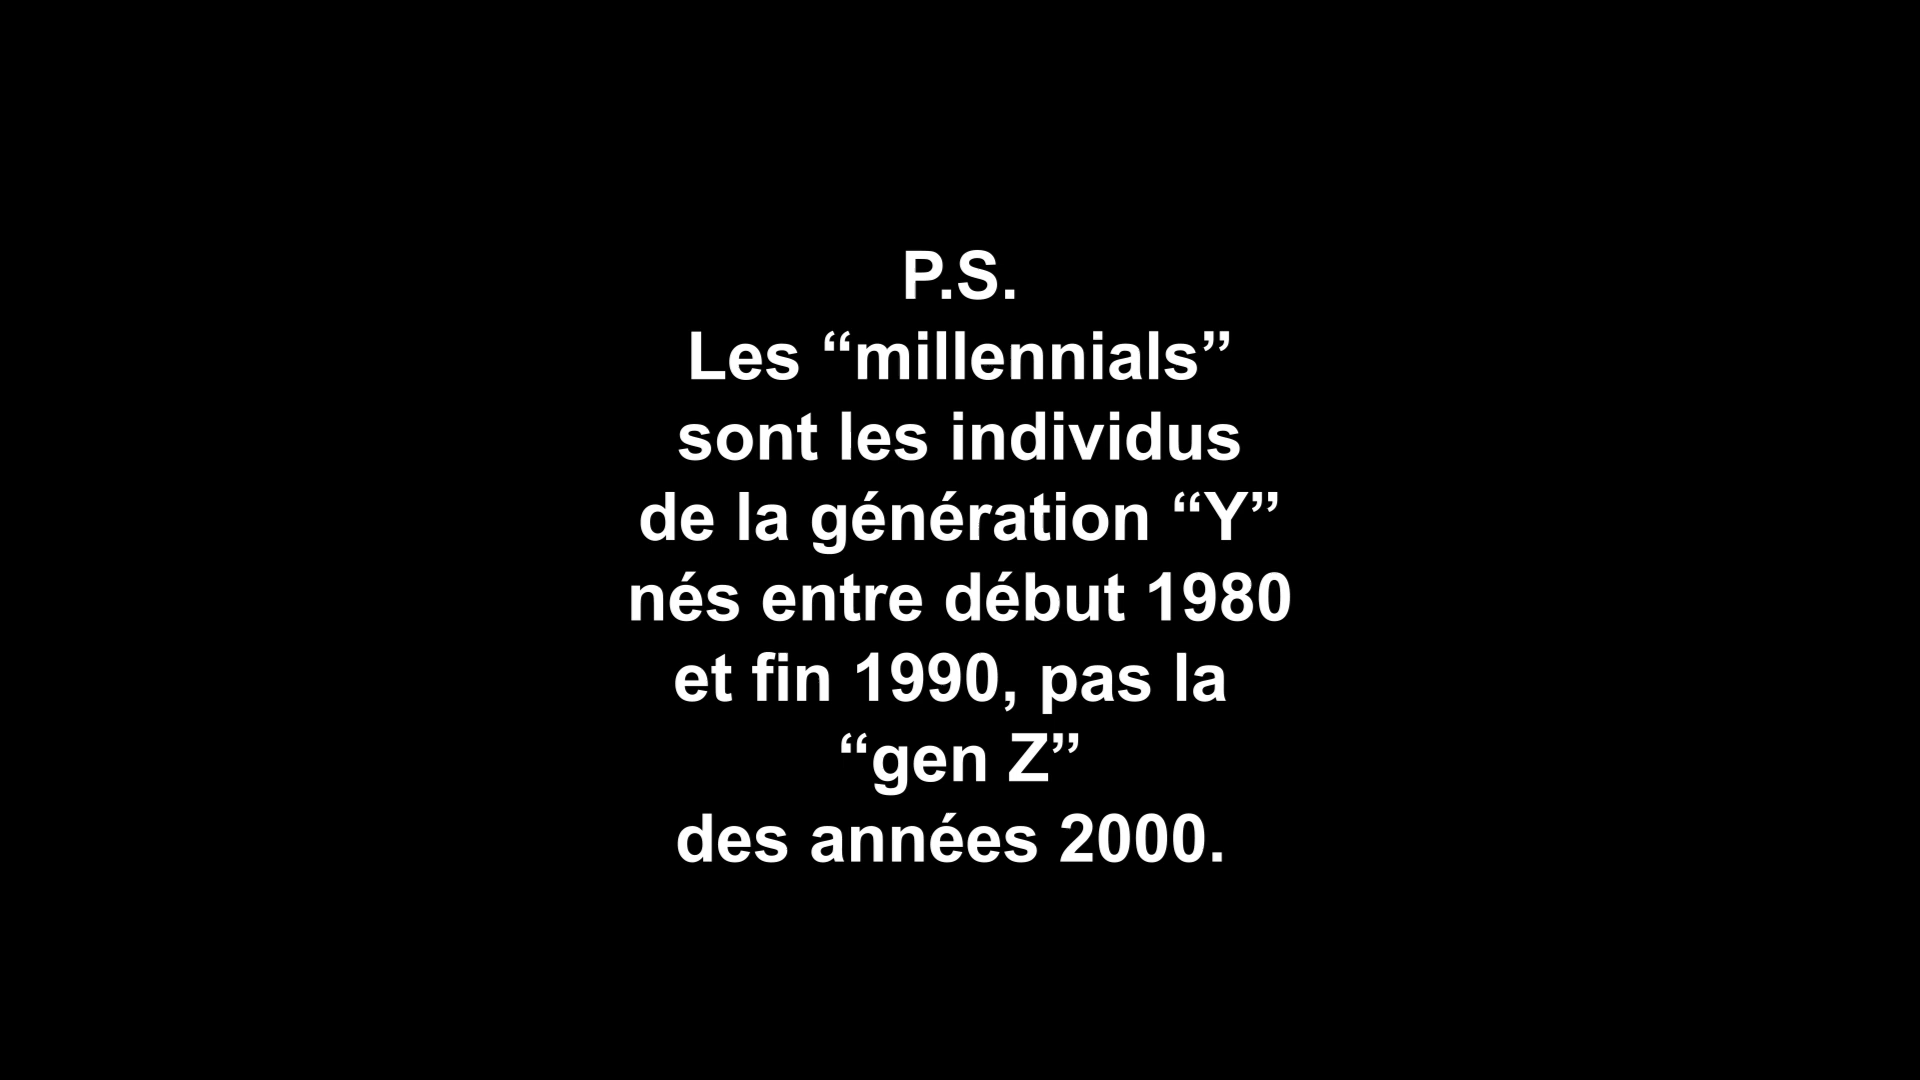 P.S.
Les “millennials”
sont les individus
de la génération “Y”
nés entre début 1980
et fin 1990, pas la
“gen Z”
des années 2000.